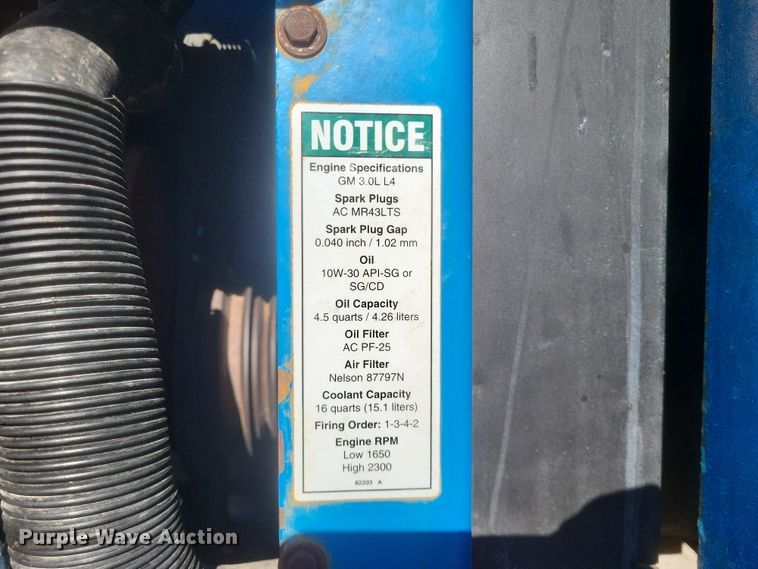 NOTICE
Engine Specifications
GM 3.0L L4
Spark Plugs
AC MR43LTS
Spark Plug Gap
0.040 inch / 1.02 mm
Oil
10W-30 API-SG or
SG/CD
Oil Capacity
4.5 quarts / 4.26 liters
Oil Filter
AC PF-25
Air Filter
Nelson 87797N
Coolant Capacity
16 quarts (15.1 liters)
Firing Order: 1-3-4-2
Engine RPM
Low 1650
High 2300
82203 A
Purple Wave Auction®